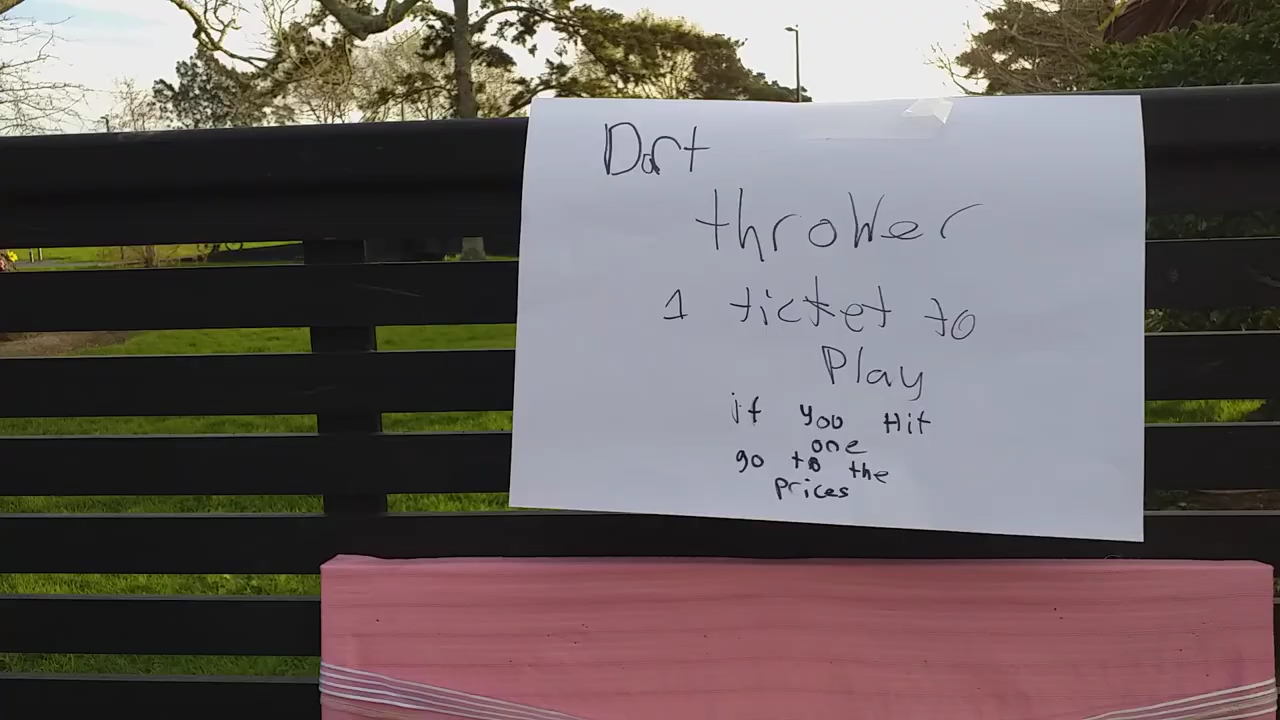 Dart
thrower
1 ticket to
Play
if you Hit
one
go to the
prices